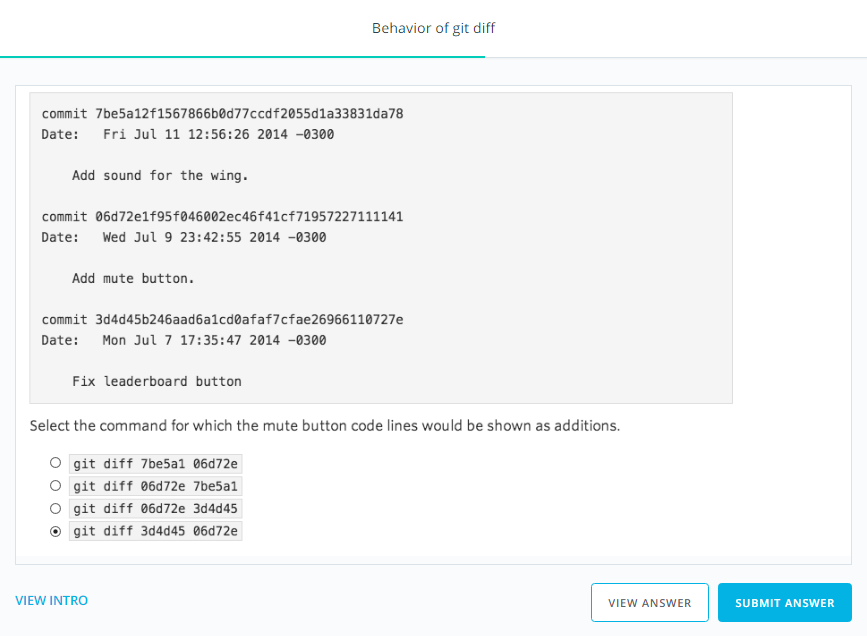 Behavior of git diff
commit 7be5a12f1567866b0d77ccdf2055d1a33831da78
Date:   Fri Jul 11 12:56:26 2014 -0300
Add sound for the wing.
commit 06d72e1f95f046002ec46f41cf71957227111141
Date:   Wed Jul 9 23:42:55 2014 -0300
Add mute button.
commit 3d4d45b246aad6a1cd0afaf7cfae26966110727e
Date:   Mon Jul 7 17:35:47 2014 -0300
Fix leaderboard button
Select the command for which the mute button code lines would be shown as additions.
git diff 7be5a1 06d72e
git diff 06d72e 7be5a1
git diff 06d72e 3d4d45
git diff 3d4d45 06d72e
VIEW INTRO
VIEW ANSWER
SUBMIT ANSWER